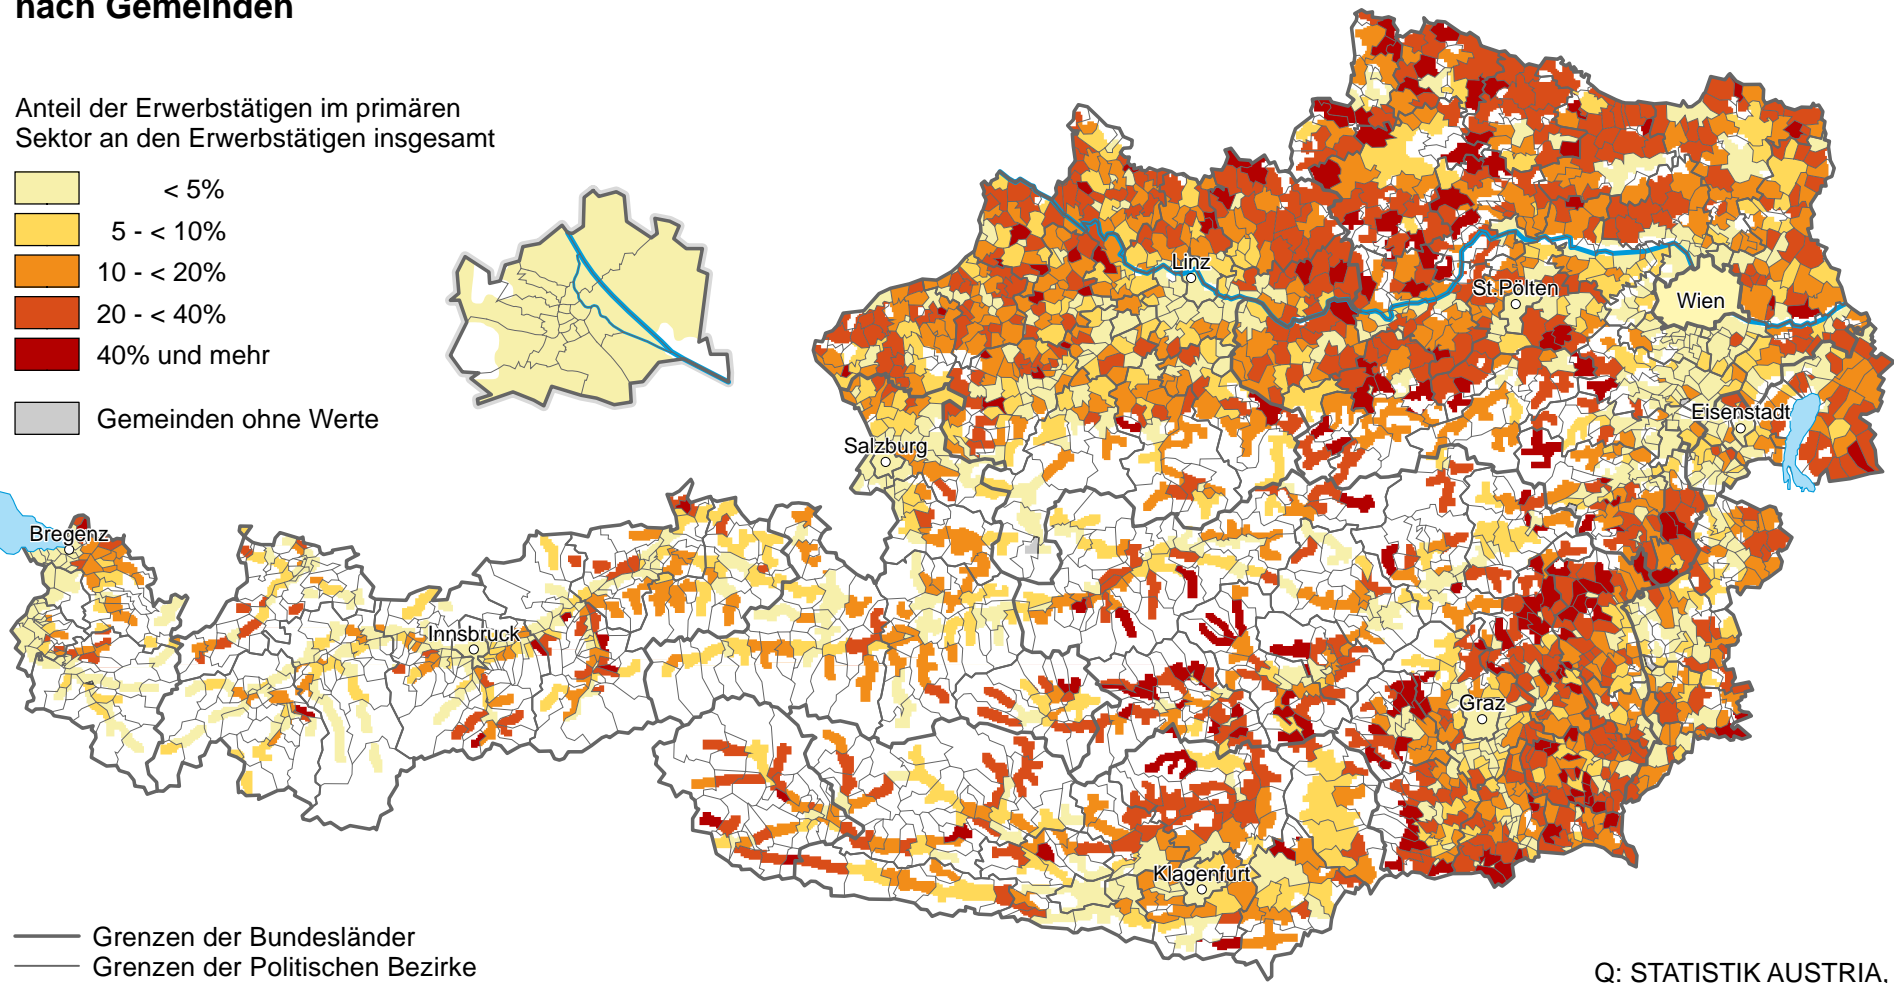 nach Gemeinden
Anteil der Erwerbstätigen im primären
Sektor an den Erwerbstätigen insgesamt
< 5%
5 - < 10%
10 - < 20%
20 - < 40%
40% und mehr
Gemeinden ohne Werte
Linz
St.Pölten
Wien
Eisenstadt
Salzburg
Bregenz
Innsbruck
Graz
Klagenfurt
Grenzen der Bundesländer
Grenzen der Politischen Bezirke
Q: STATISTIK AUSTRIA,